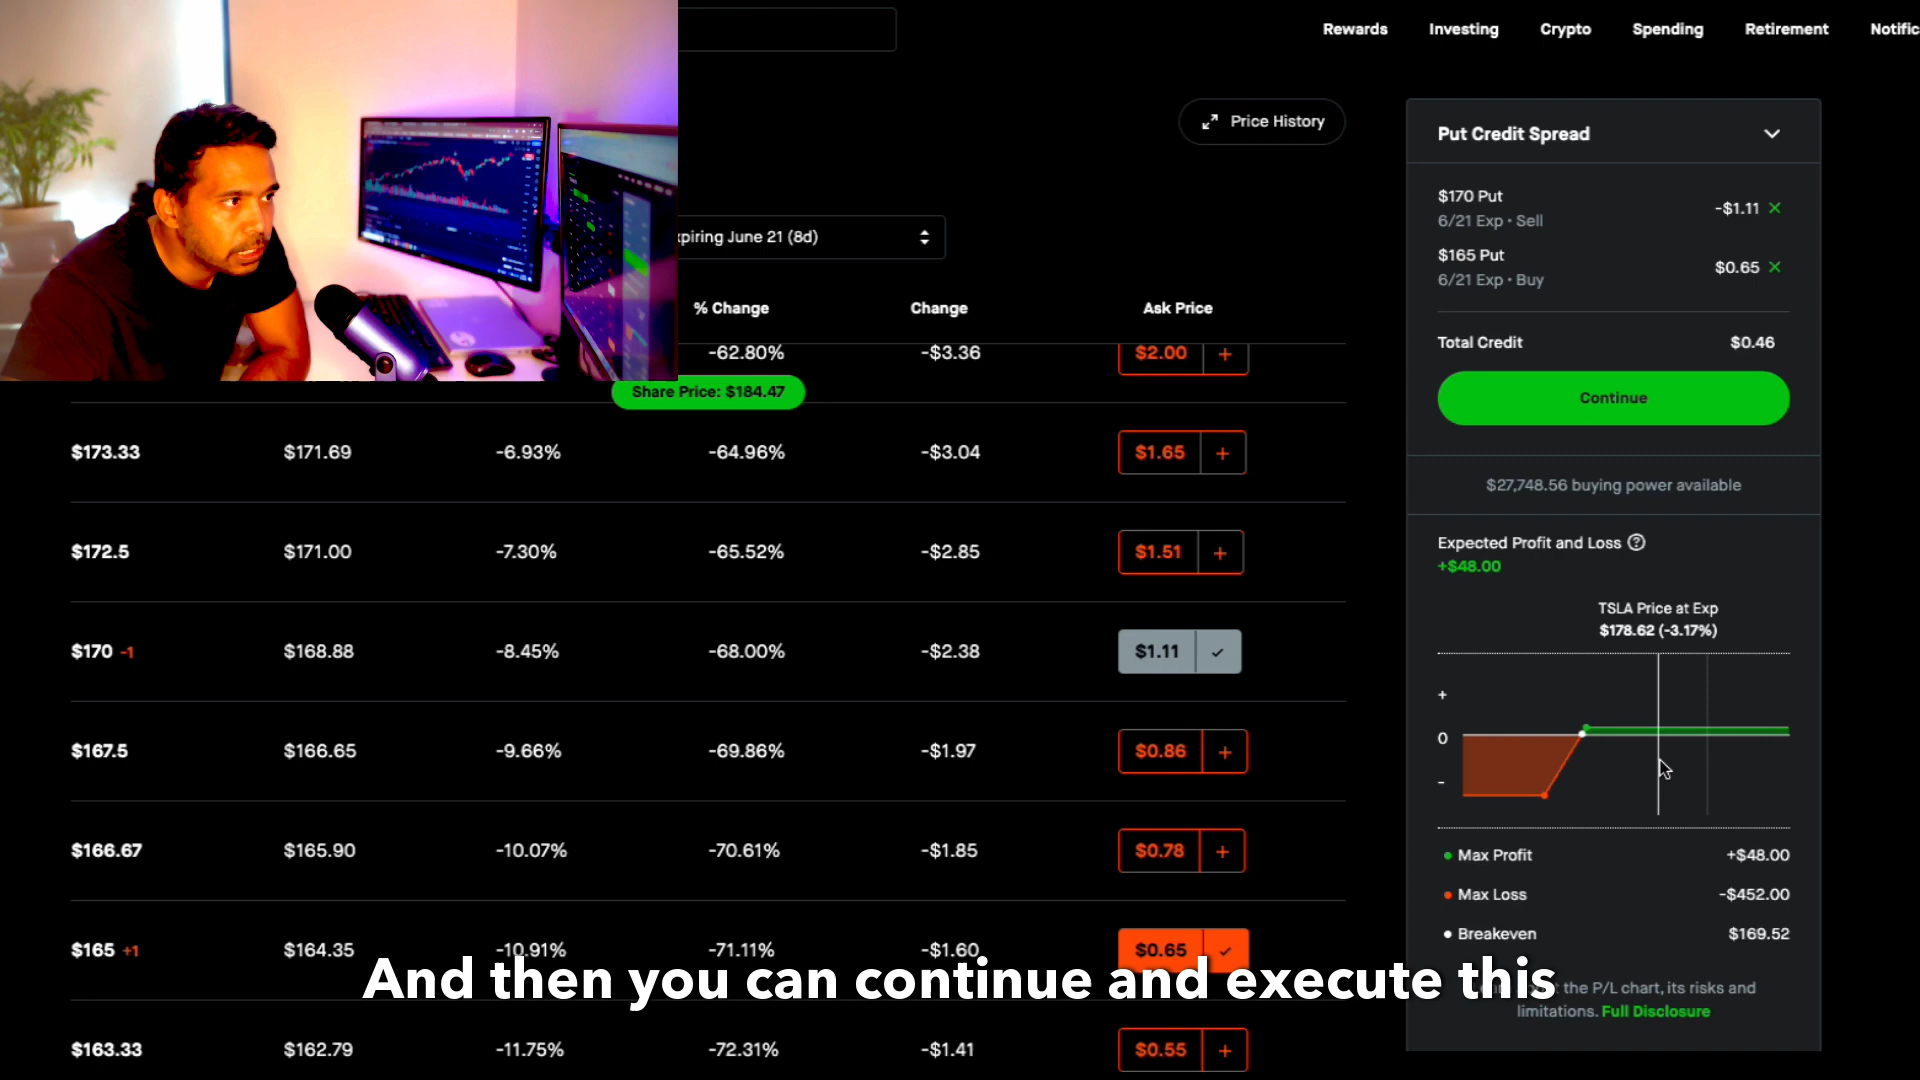 Rewards Investing Crypto Spending Retirement Notific
Price History
xpiring June 21 (8d)
% Change Change Ask Price
-62.80% -$3.36 $2.00 +
Share Price: $184.47
$173.33 $171.69 -6.93% -64.96% -$3.04 $1.65 +
$172.5 $171.00 -7.30% -65.52% -$2.85 $1.51 +
$170 -1 $168.88 -8.45% -68.00% -$2.38 $1.11
$167.5 $166.65 -9.66% -69.86% -$1.97 $0.86 +
$166.67 $165.90 -10.07% -70.61% -$1.85 $0.78 +
$165 +1 $164.35 -10.91% -71.11% -$1.60 $0.65
$163.33 $162.79 -11.75% -72.31% -$1.41 $0.55 +
Put Credit Spread
$170 Put -$1.11
6/21 Exp • Sell
$165 Put $0.65
6/21 Exp • Buy
Total Credit $0.46
Continue
$27,748.56 buying power available
Expected Profit and Loss ?
+$48.00
TSLA Price at Exp
$178.62 (-3.17%)
+
0
-
Max Profit +$48.00
Max Loss -$452.00
Breakeven $169.52
the P/L chart, its risks and
limitations. Full Disclosure
And then you can continue and execute this